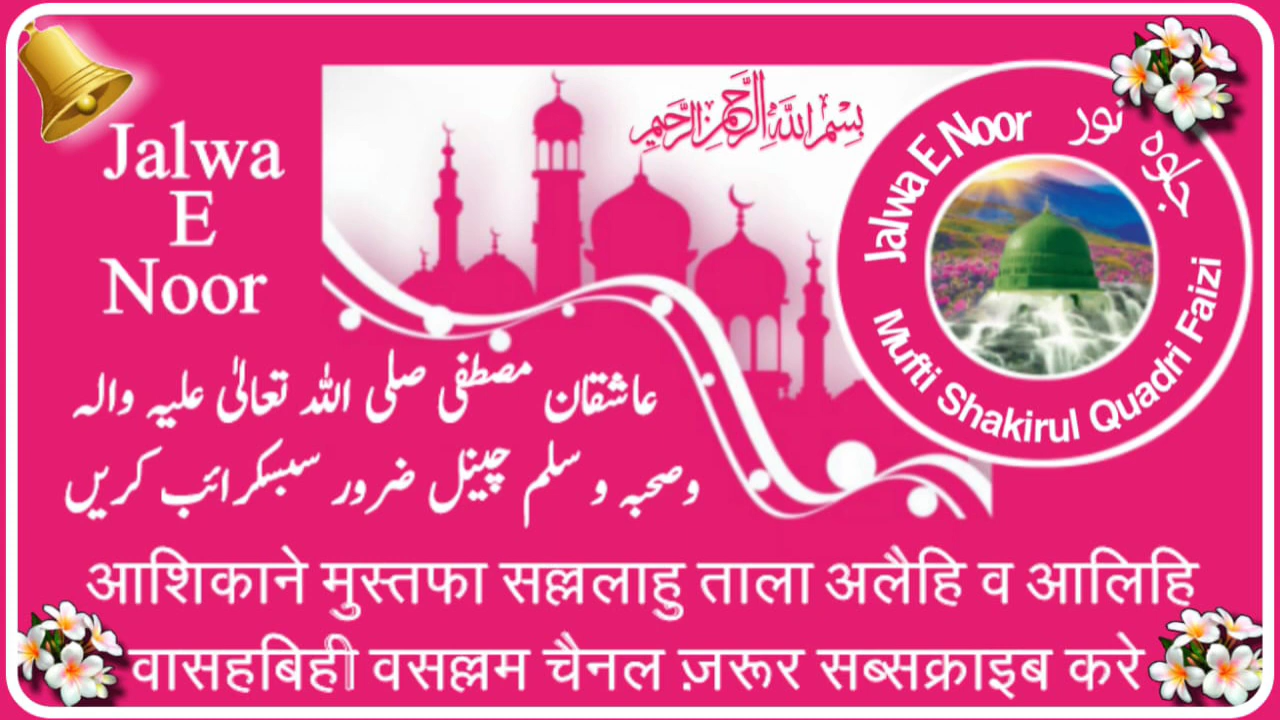 Jalwa
E
Noor
بسم الله الرحمن الرحيم
Jalwa E Noor
جلوہ نور
Mufti Shakirul Quadri Faizi
عاشقان مصطفی صلی اللہ تعالیٰ علیہ والہ
وصحبہ و سلم چینل ضرور سبسکرائب کریں
आशिकाने मुस्तफा सल्ललाहु ताला अलैहि व आलिहि
वासहबिही वसल्लम चैनल ज़रूर सब्सक्राइब करे